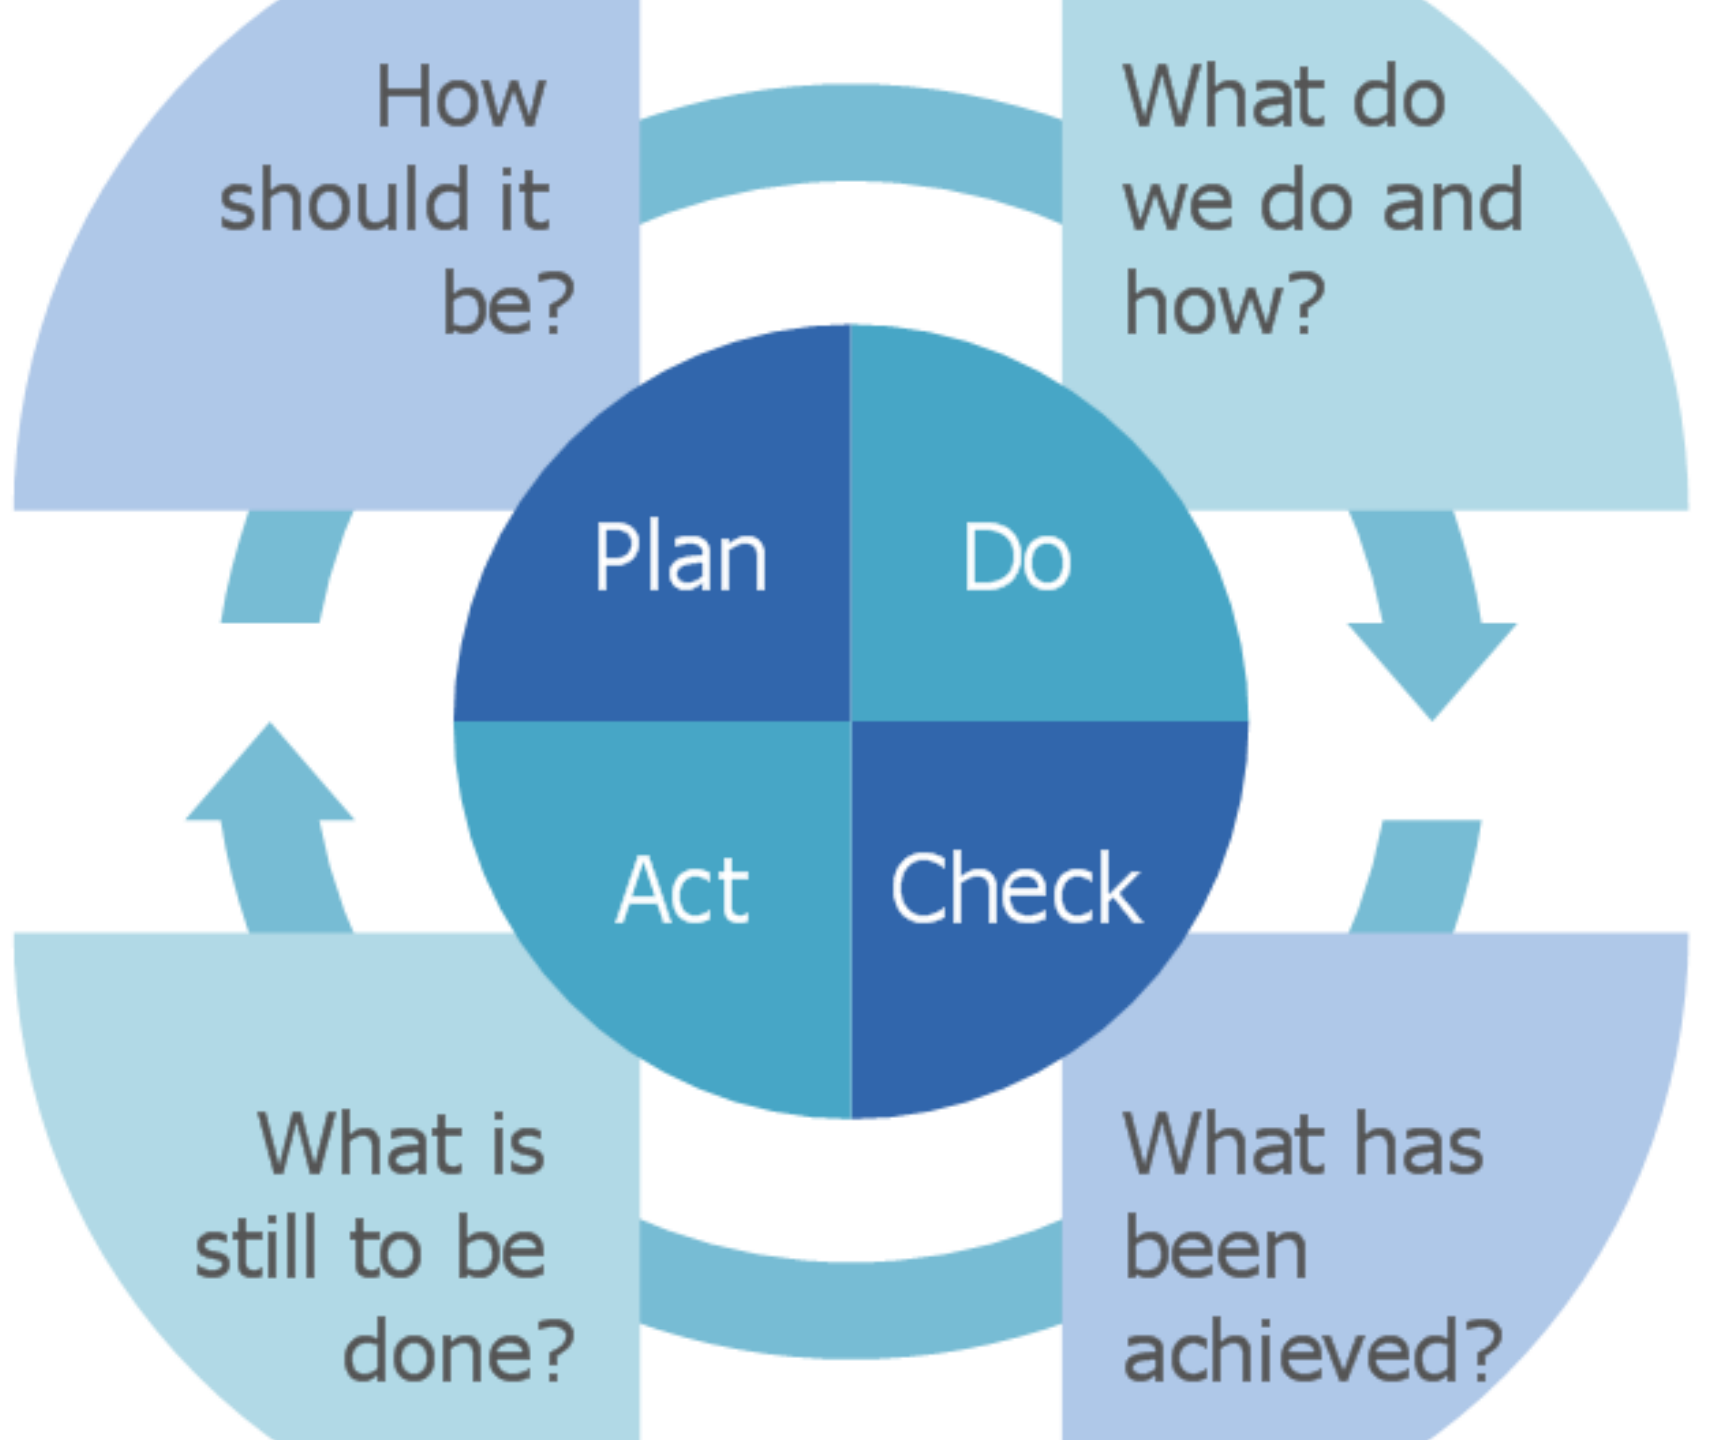 How
should it
be?
What do
we do and
how?
Plan
Do
Act
Check
What is
still to be
done?
What has
been
achieved?